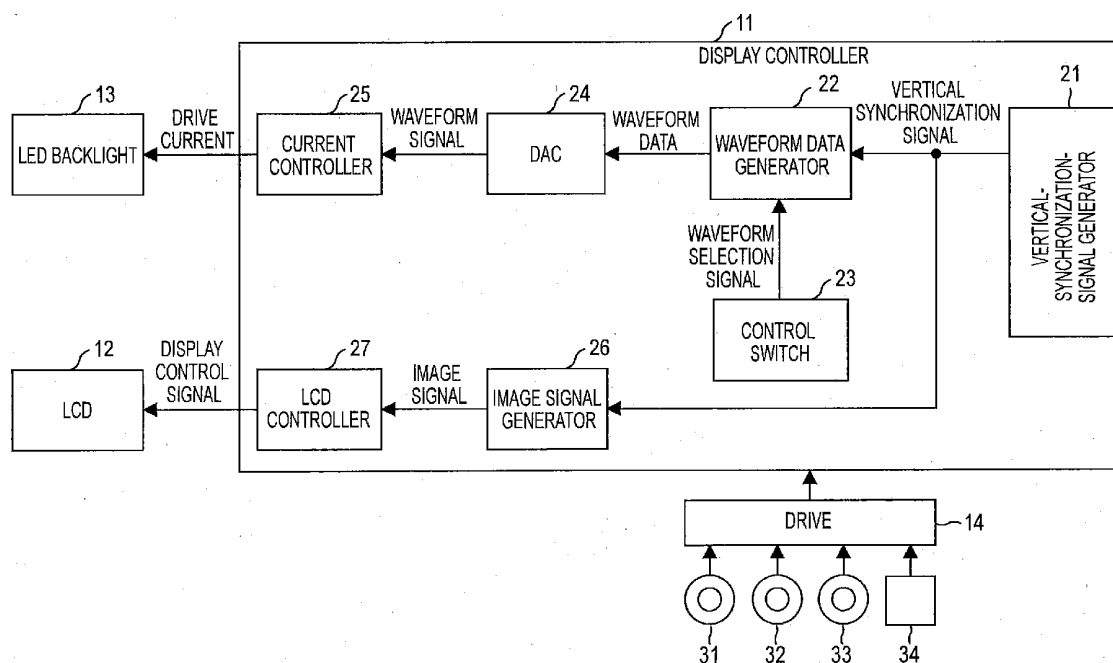 11
DISPLAY CONTROLLER
13
LED BACKLIGHT
DRIVE
CURRENT
25
CURRENT
CONTROLLER
WAVEFORM
SIGNAL
24
DAC
WAVEFORM
DATA
22
WAVEFORM DATA
GENERATOR
VERTICAL
SYNCHRONIZATION
SIGNAL
21
VERTICAL-
SYNCHRONIZATION-
SIGNAL GENERATOR
WAVEFORM
SELECTION
SIGNAL
23
CONTROL
SWITCH
12
LCD
DISPLAY
CONTROL
SIGNAL
27
LCD
CONTROLLER
IMAGE
SIGNAL
26
IMAGE SIGNAL
GENERATOR
DRIVE
14
31
32
33
34